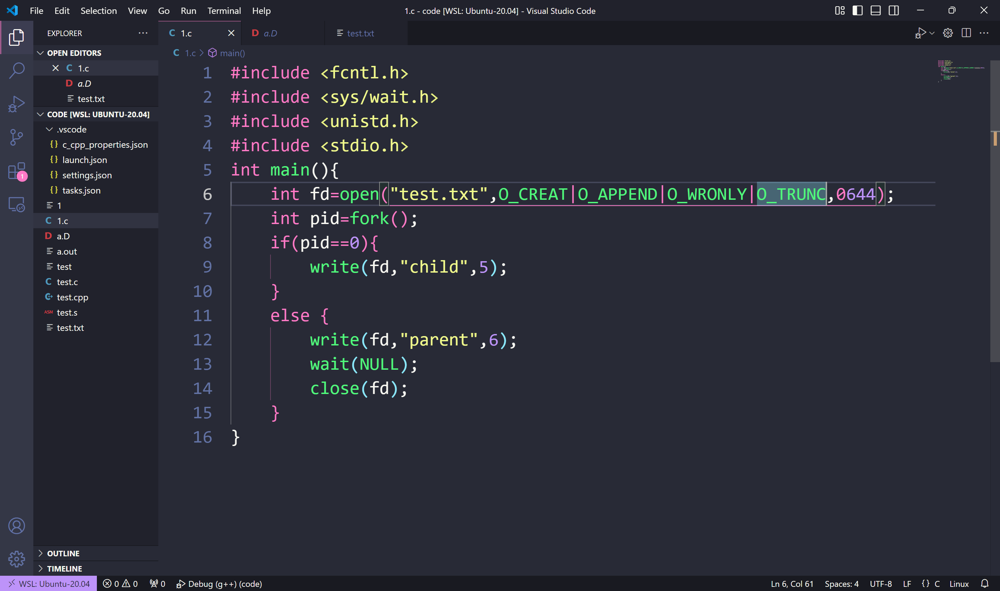 File Edit Selection View Go Run Terminal Help
1.c - code [WSL: Ubuntu-20.04] - Visual Studio Code
EXPLORER
OPEN EDITORS
1.c
a.D
test.txt
CODE [WSL: UBUNTU-20.04]
.vscode
{} c_cpp_properties.json
{} launch.json
{} settings.json
{} tasks.json
1
C 1.c
D a.D
a.out
test
C test.c
C+ test.cpp
ASM test.s
test.txt
OUTLINE
TIMELINE
1
C 1.c
D a.D
test.txt
C 1.c > main()
1 #include <fcntl.h>
2 #include <sys/wait.h>
3 #include <unistd.h>
4 #include <stdio.h>
5 int main(){
6     int fd=open("test.txt",O_CREAT|O_APPEND|O_WRONLY|O_TRUNC,0644);
7     int pid=fork();
8     if(pid==0){
9         write(fd,"child",5);
10     }
11     else {
12         write(fd,"parent",6);
13         wait(NULL);
14         close(fd);
15     }
16 }
WSL: Ubuntu-20.04 0 0 0 Debug (g++) (code) Ln 6, Col 61 Spaces: 4 UTF-8 LF {} C Linux